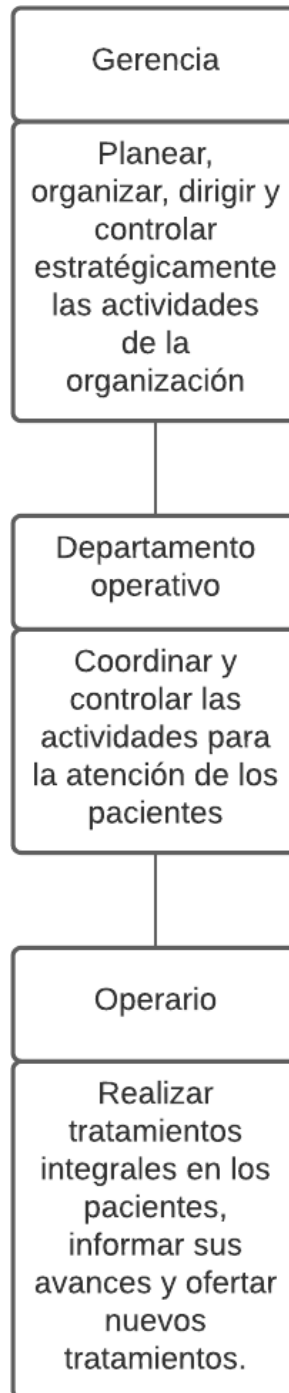 Gerencia
Planear,
organizar, dirigir y
controlar
estratégicamente
las actividades
de la
organización
Departamento
operativo
Coordinar y
controlar las
actividades para
la atención de los
pacientes
Operario
Realizar
tratamientos
integrales en los
pacientes,
informar sus
avances y ofertar
nuevos
tratamientos.